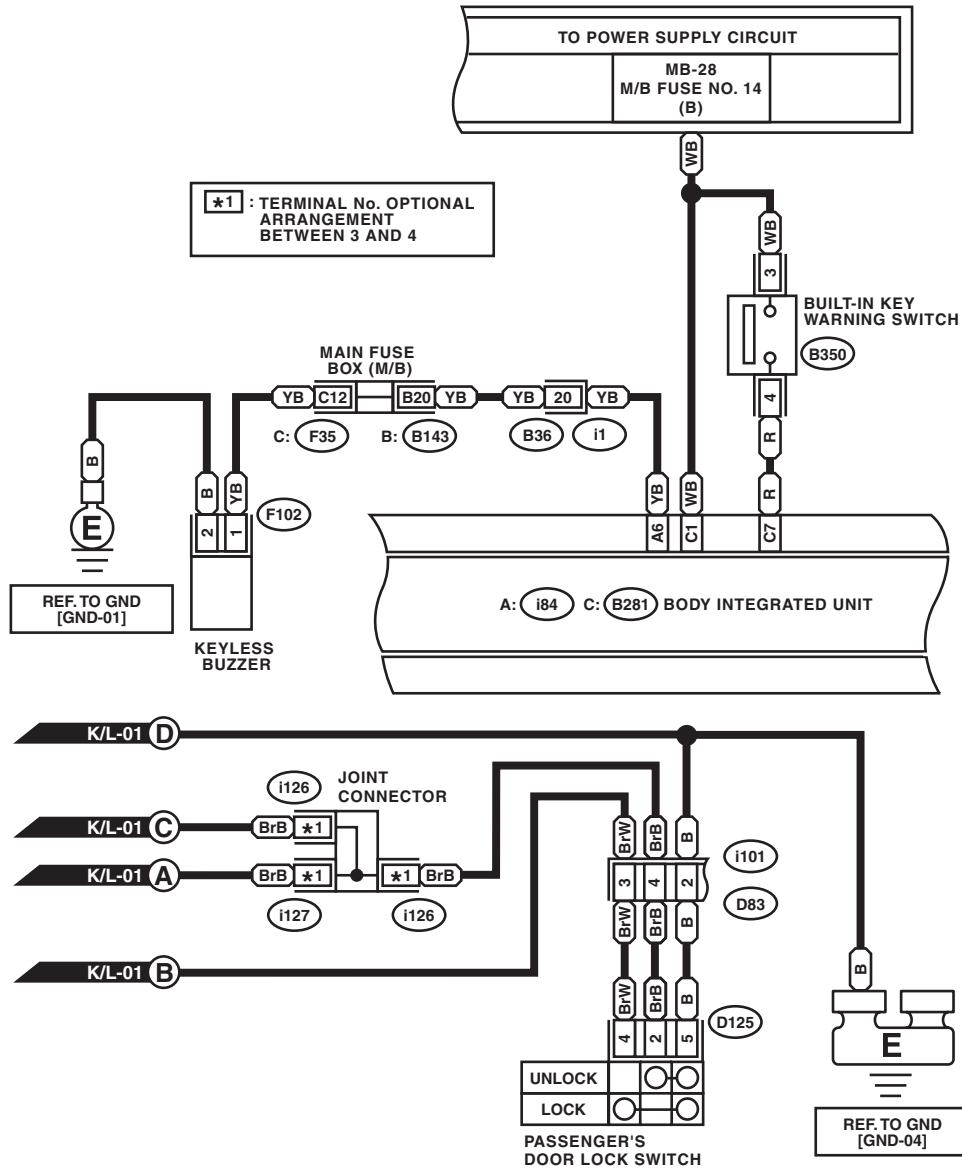 TO POWER SUPPLY CIRCUIT
MB-28
M/B FUSE NO. 14
(B)
WB
*1 : TERMINAL No. OPTIONAL
ARRANGEMENT
BETWEEN 3 AND 4
WB
3
BUILT-IN KEY
WARNING SWITCH
B350
4
R
MAIN FUSE
BOX (M/B)
YB C12 B20 YB YB 20 YB
C: F35 B: B143 B36 i1
B
B YB
F102
2 1
E
REF. TO GND
[GND-01]
KEYLESS
BUZZER
YB WB R
A6 C1 C7
A: i84 C: B281 BODY INTEGRATED UNIT
K/L-01 D
i126
JOINT
CONNECTOR
K/L-01 C BrB *1
K/L-01 A BrB *1 *1 BrB
i127 i126
K/L-01 B
BrW BrB B
i101
3 4 2
D83
BrW BrB B
BrW BrB B
D125
4 2 5
UNLOCK
LOCK
PASSENGER'S
DOOR LOCK SWITCH
B
E
REF. TO GND
[GND-04]